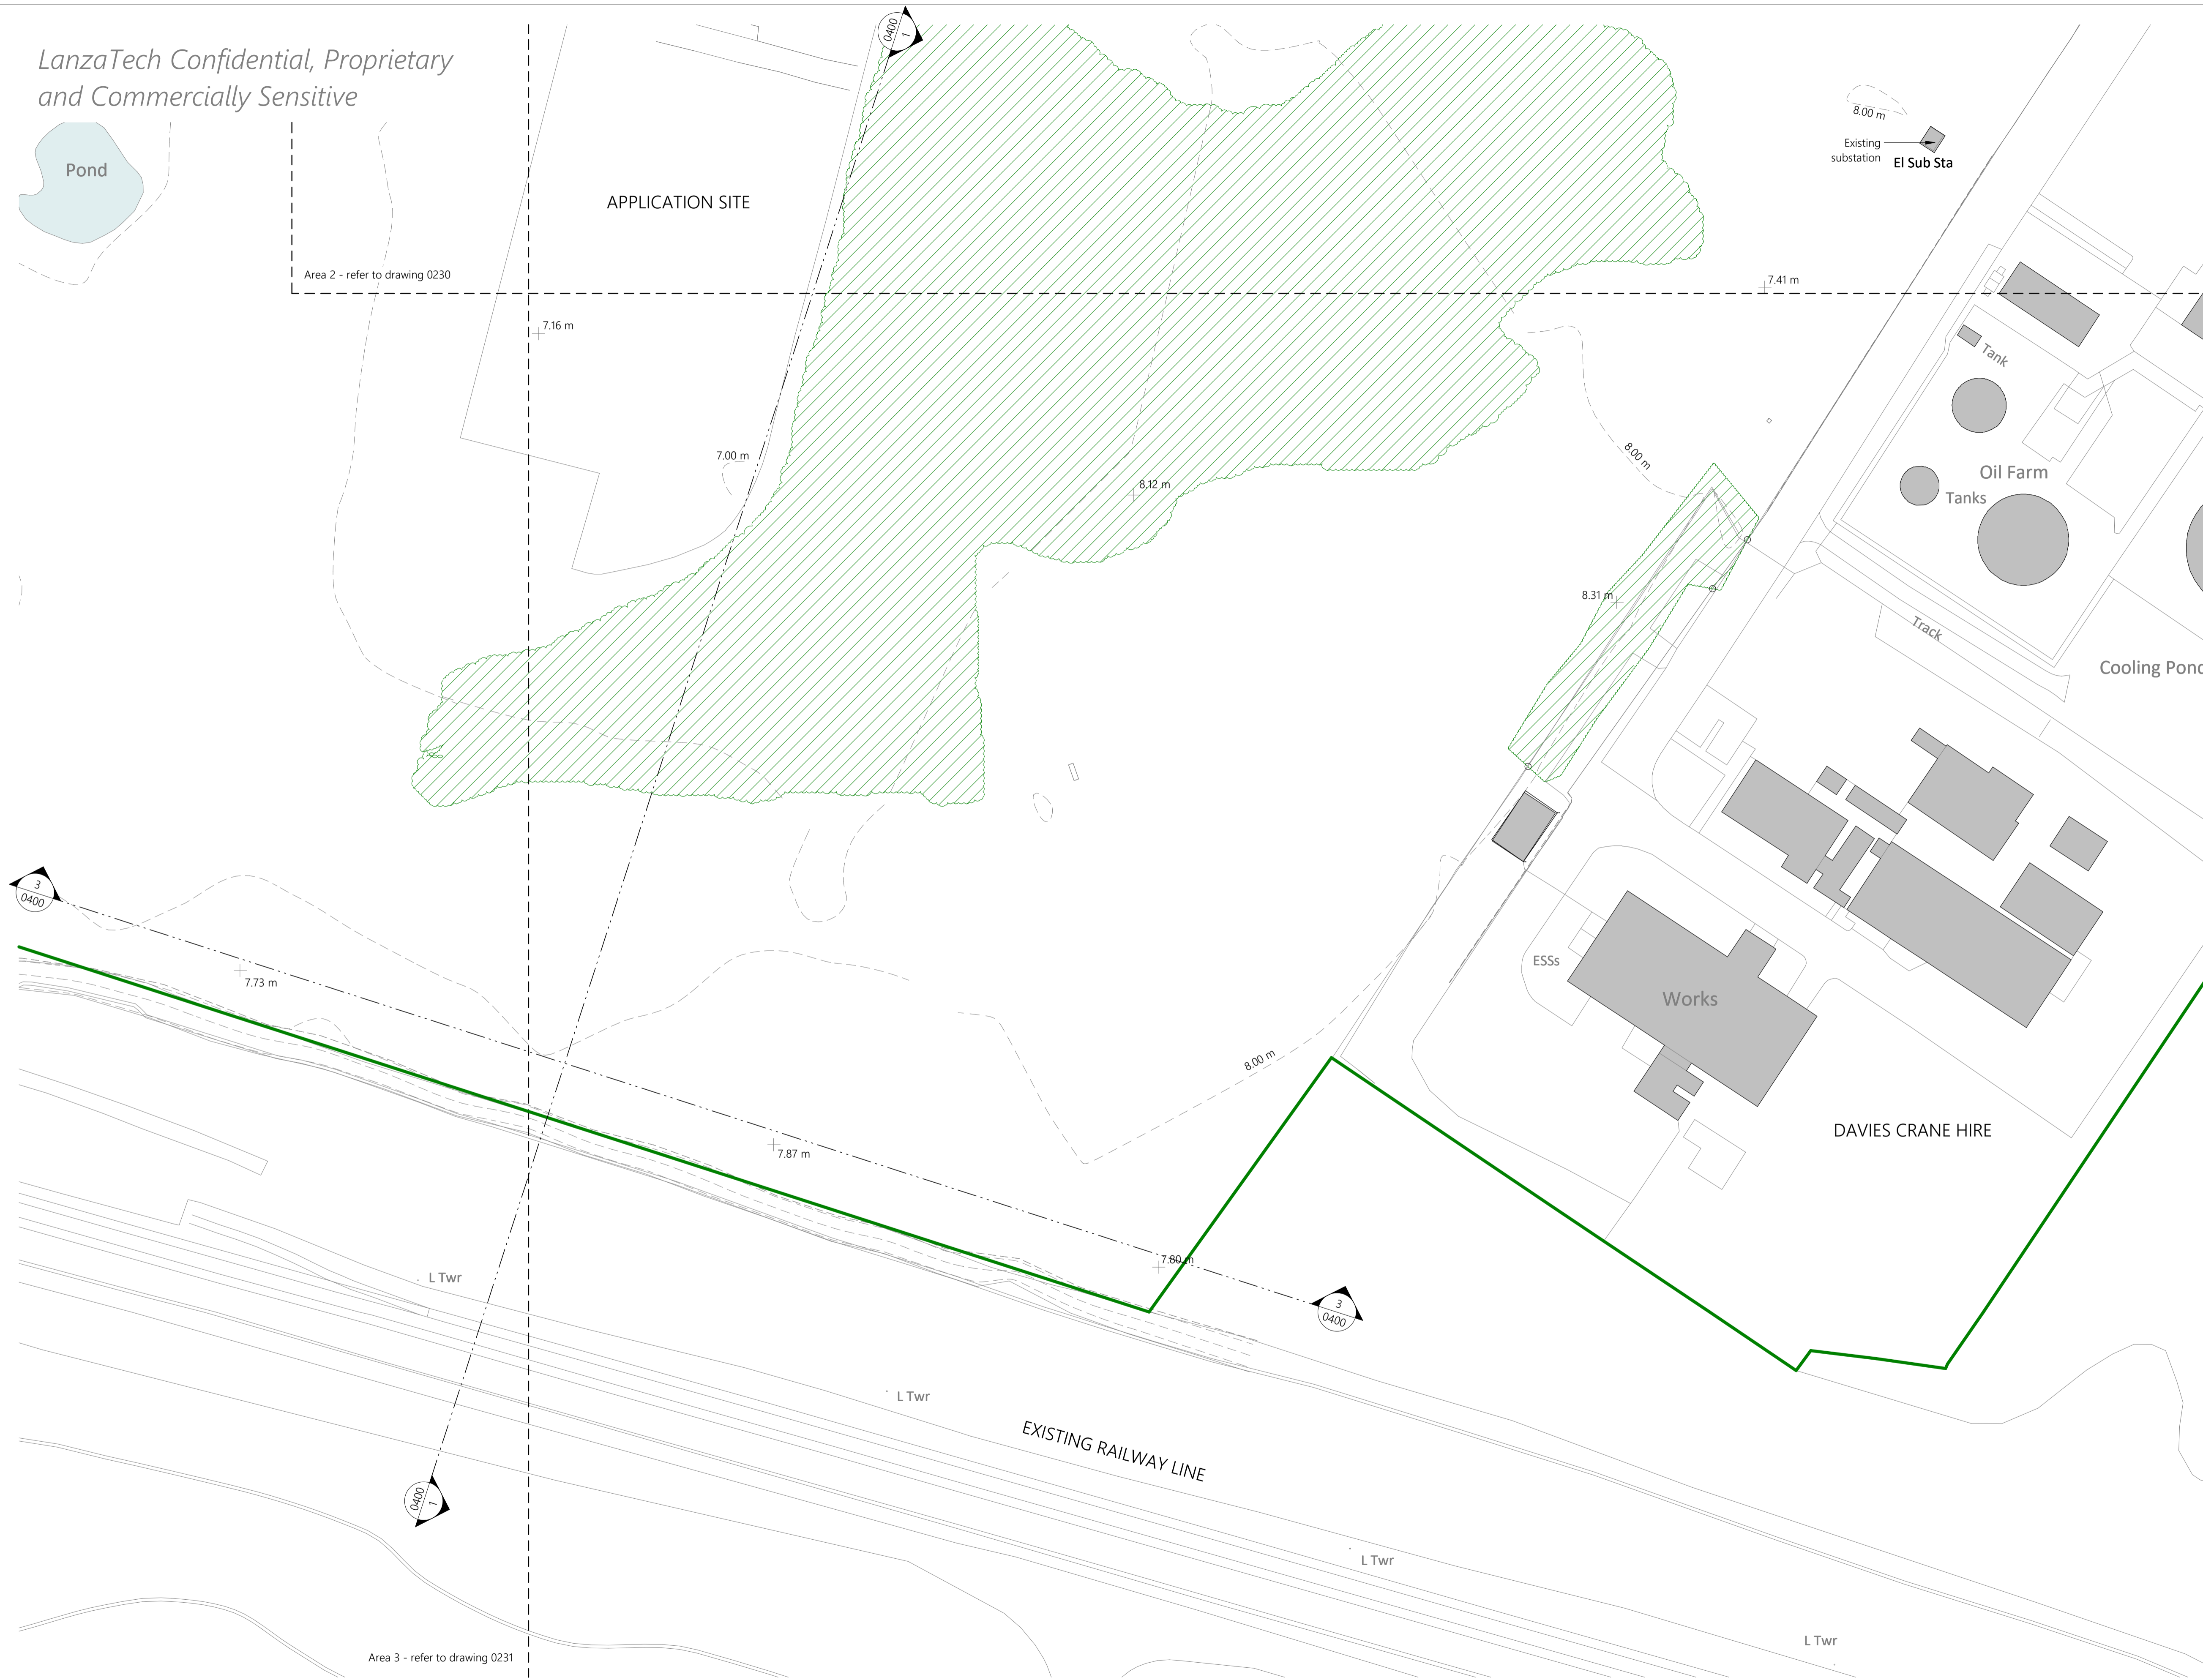 LanzaTech Confidential, Proprietary
and Commercially Sensitive
0400
1
8.00 m
Existing
substation
El Sub Sta
Pond
APPLICATION SITE
Area 2 - refer to drawing 0230
7.41 m
7.16 m
Tank
7.00 m
8.00 m
Oil Farm
8.12 m
Tanks
8.31 m
Track
Cooling Pond
3
0400
ESSs
7.73 m
Works
8.00 m
DAVIES CRANE HIRE
7.87 m
7.80 m
L Twr
3
0400
L Twr
EXISTING RAILWAY LINE
0400
1
L Twr
L Twr
Area 3 - refer to drawing 0231